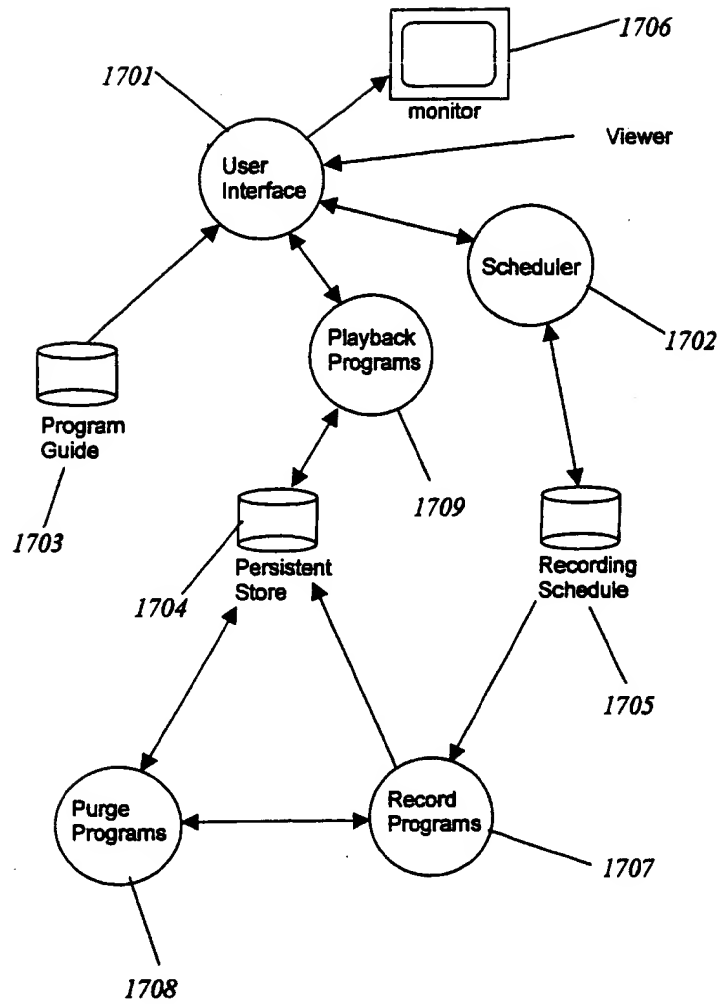 1706
1701
monitor
Viewer
User
Interface
Scheduler
1702
Playback
Programs
Program
Guide
1709
1703
Persistent
Store
Recording
Schedule
1704
1705
Purge
Programs
Record
Programs
1707
1708